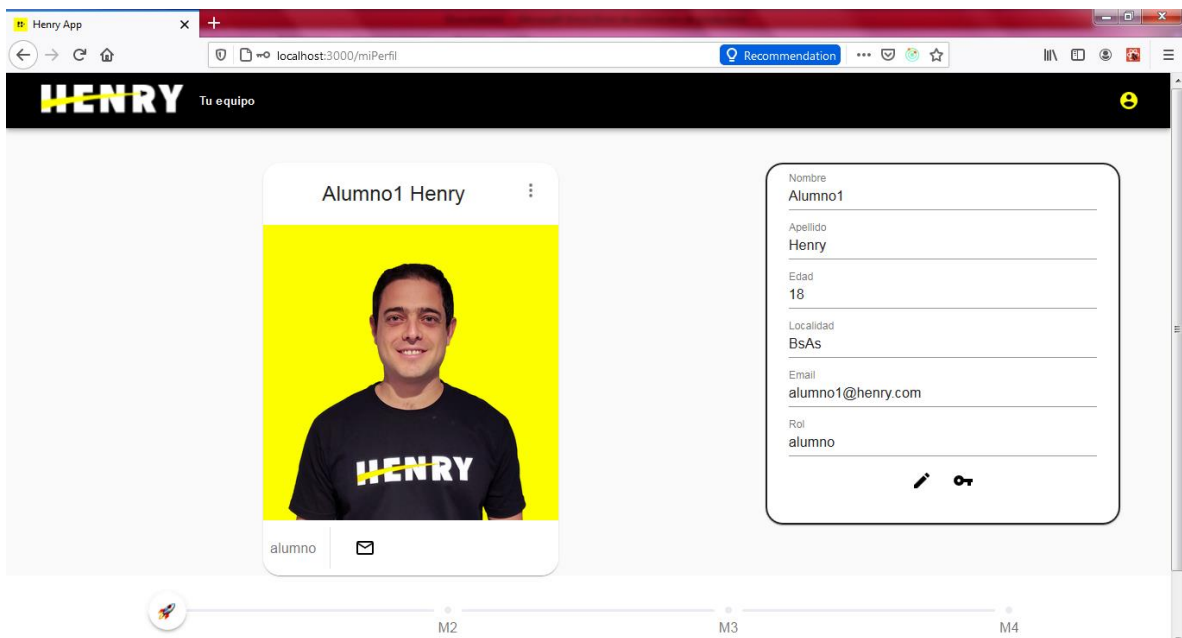 Henry App
localhost:3000/miPerfil
Recommendation
HENRY
Tu equipo
Alumno1 Henry
HENRY
alumno
Nombre
Alumno1
Apellido
Henry
Edad
18
Localidad
BsAs
Email
alumno1@henry.com
Rol
alumno
M2
M3
M4